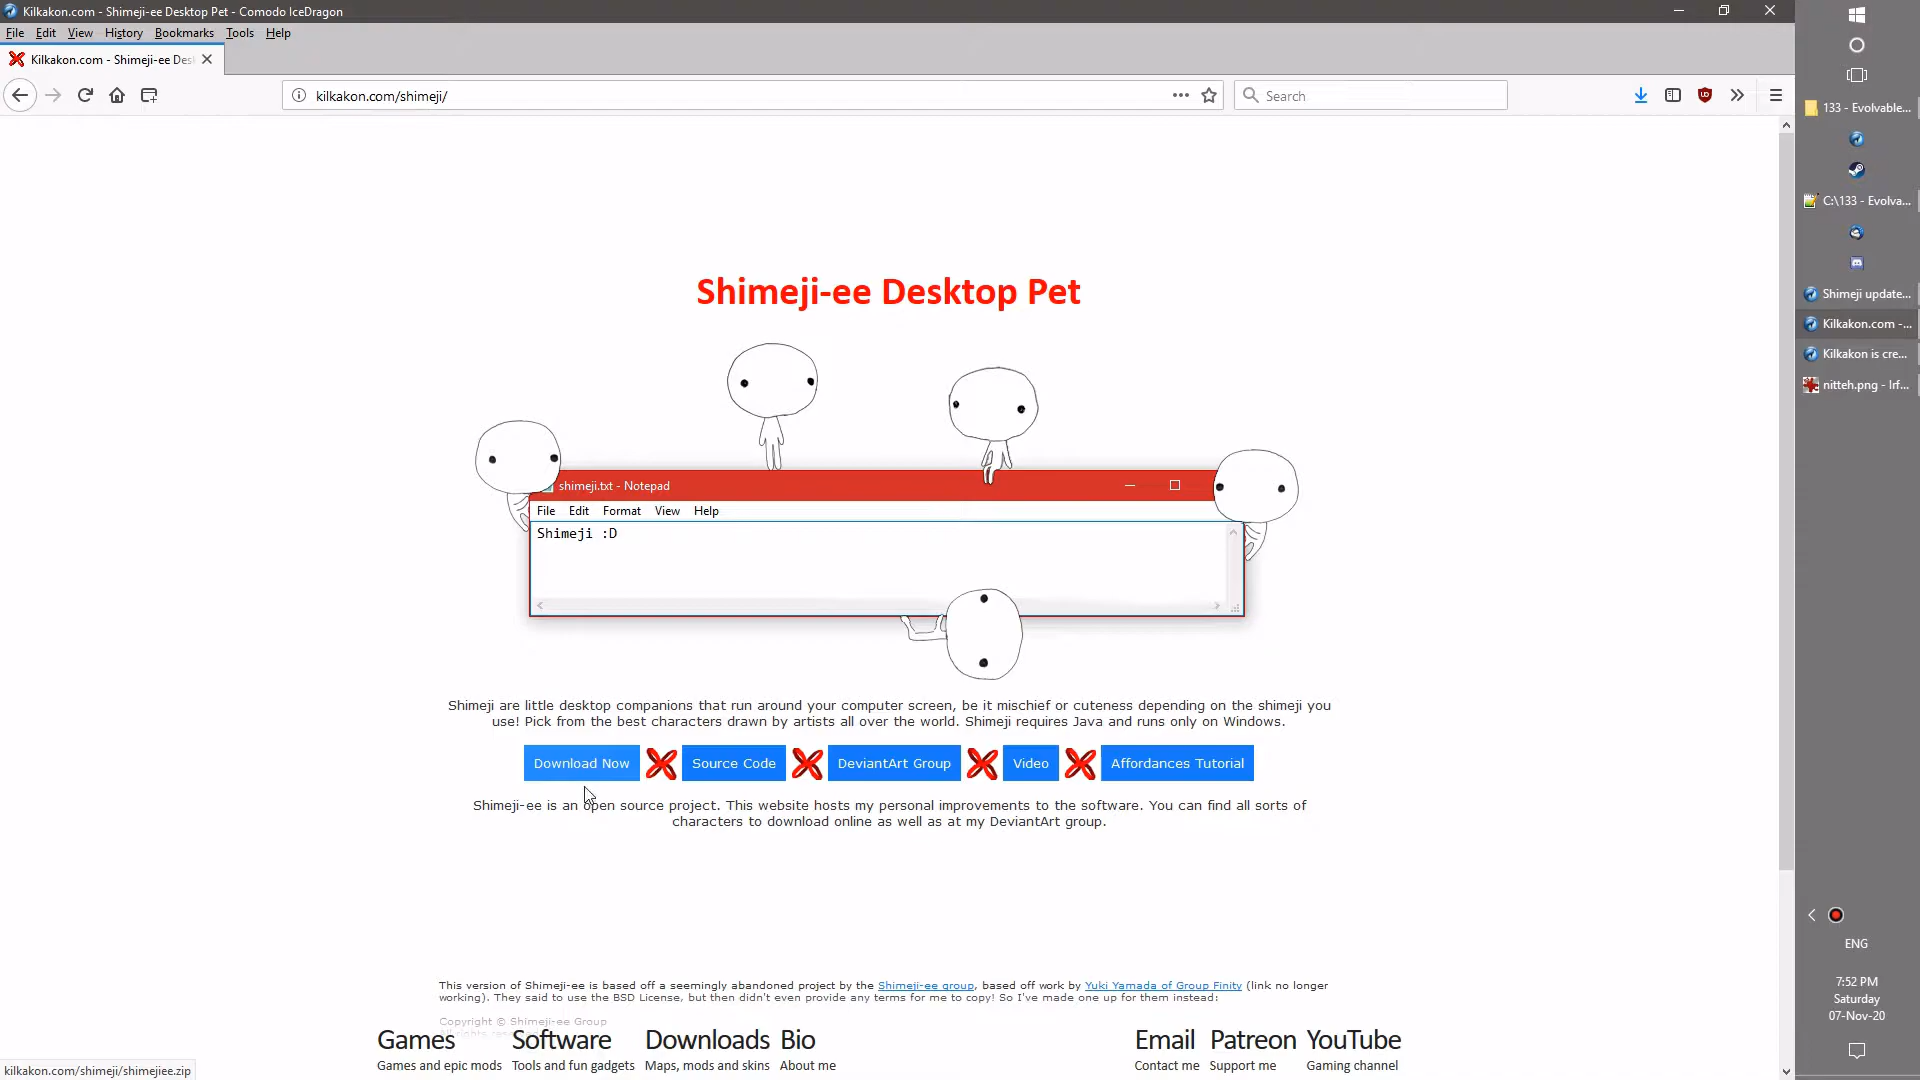 Kilkakon.com - Shimeji-ee Desktop Pet - Comodo IceDragon
File Edit View History Bookmarks Tools Help
Kilkakon.com - Shimeji-ee Des
kilkakon.com/shimeji/
Search
133 - Evolvable...
C:\133 - Evolva...
Shimeji update...
Kilkakon.com -...
Kilkakon is cre...
nitteh.png - Irf...
Shimeji-ee Desktop Pet
shimeji.txt - Notepad
File Edit Format View Help
Shimeji :D
Shimeji are little desktop companions that run around your computer screen, be it mischief or cuteness depending on the shimeji you
use! Pick from the best characters drawn by artists all over the world. Shimeji requires Java and runs only on Windows.
Download Now Source Code DeviantArt Group Video Affordances Tutorial
Shimeji-ee is an open source project. This website hosts my personal improvements to the software. You can find all sorts of
characters to download online as well as at my DeviantArt group.
This version of Shimeji-ee is based off a seemingly abandoned project by the Shimeji-ee group, based off work by Yuki Yamada of Group Finity (link no longer
working). They said to use the BSD License, but then didn't even provide any terms for me to copy! So I've made one up for them instead:
Copyright © Shimeji-ee Group
Games Software Downloads Bio Email Patreon YouTube
Games and epic mods Tools and fun gadgets Maps, mods and skins About me Contact me Support me Gaming channel
kilkakon.com/shimeji/shimejiee.zip
ENG
7:52 PM
Saturday
07-Nov-20